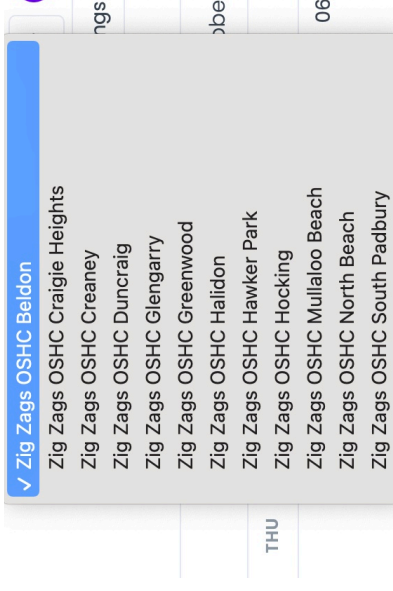 ✓ Zig Zags OSHC Beldon
Zig Zags OSHC Craigie Heights
Zig Zags OSHC Creaney
Zig Zags OSHC Duncraig
Zig Zags OSHC Glengarry
Zig Zags OSHC Greenwood
Zig Zags OSHC Halidon
Zig Zags OSHC Hawker Park
Zig Zags OSHC Hocking
Zig Zags OSHC Mullaloo Beach
Zig Zags OSHC North Beach
Zig Zags OSHC South Padbury
THU
06